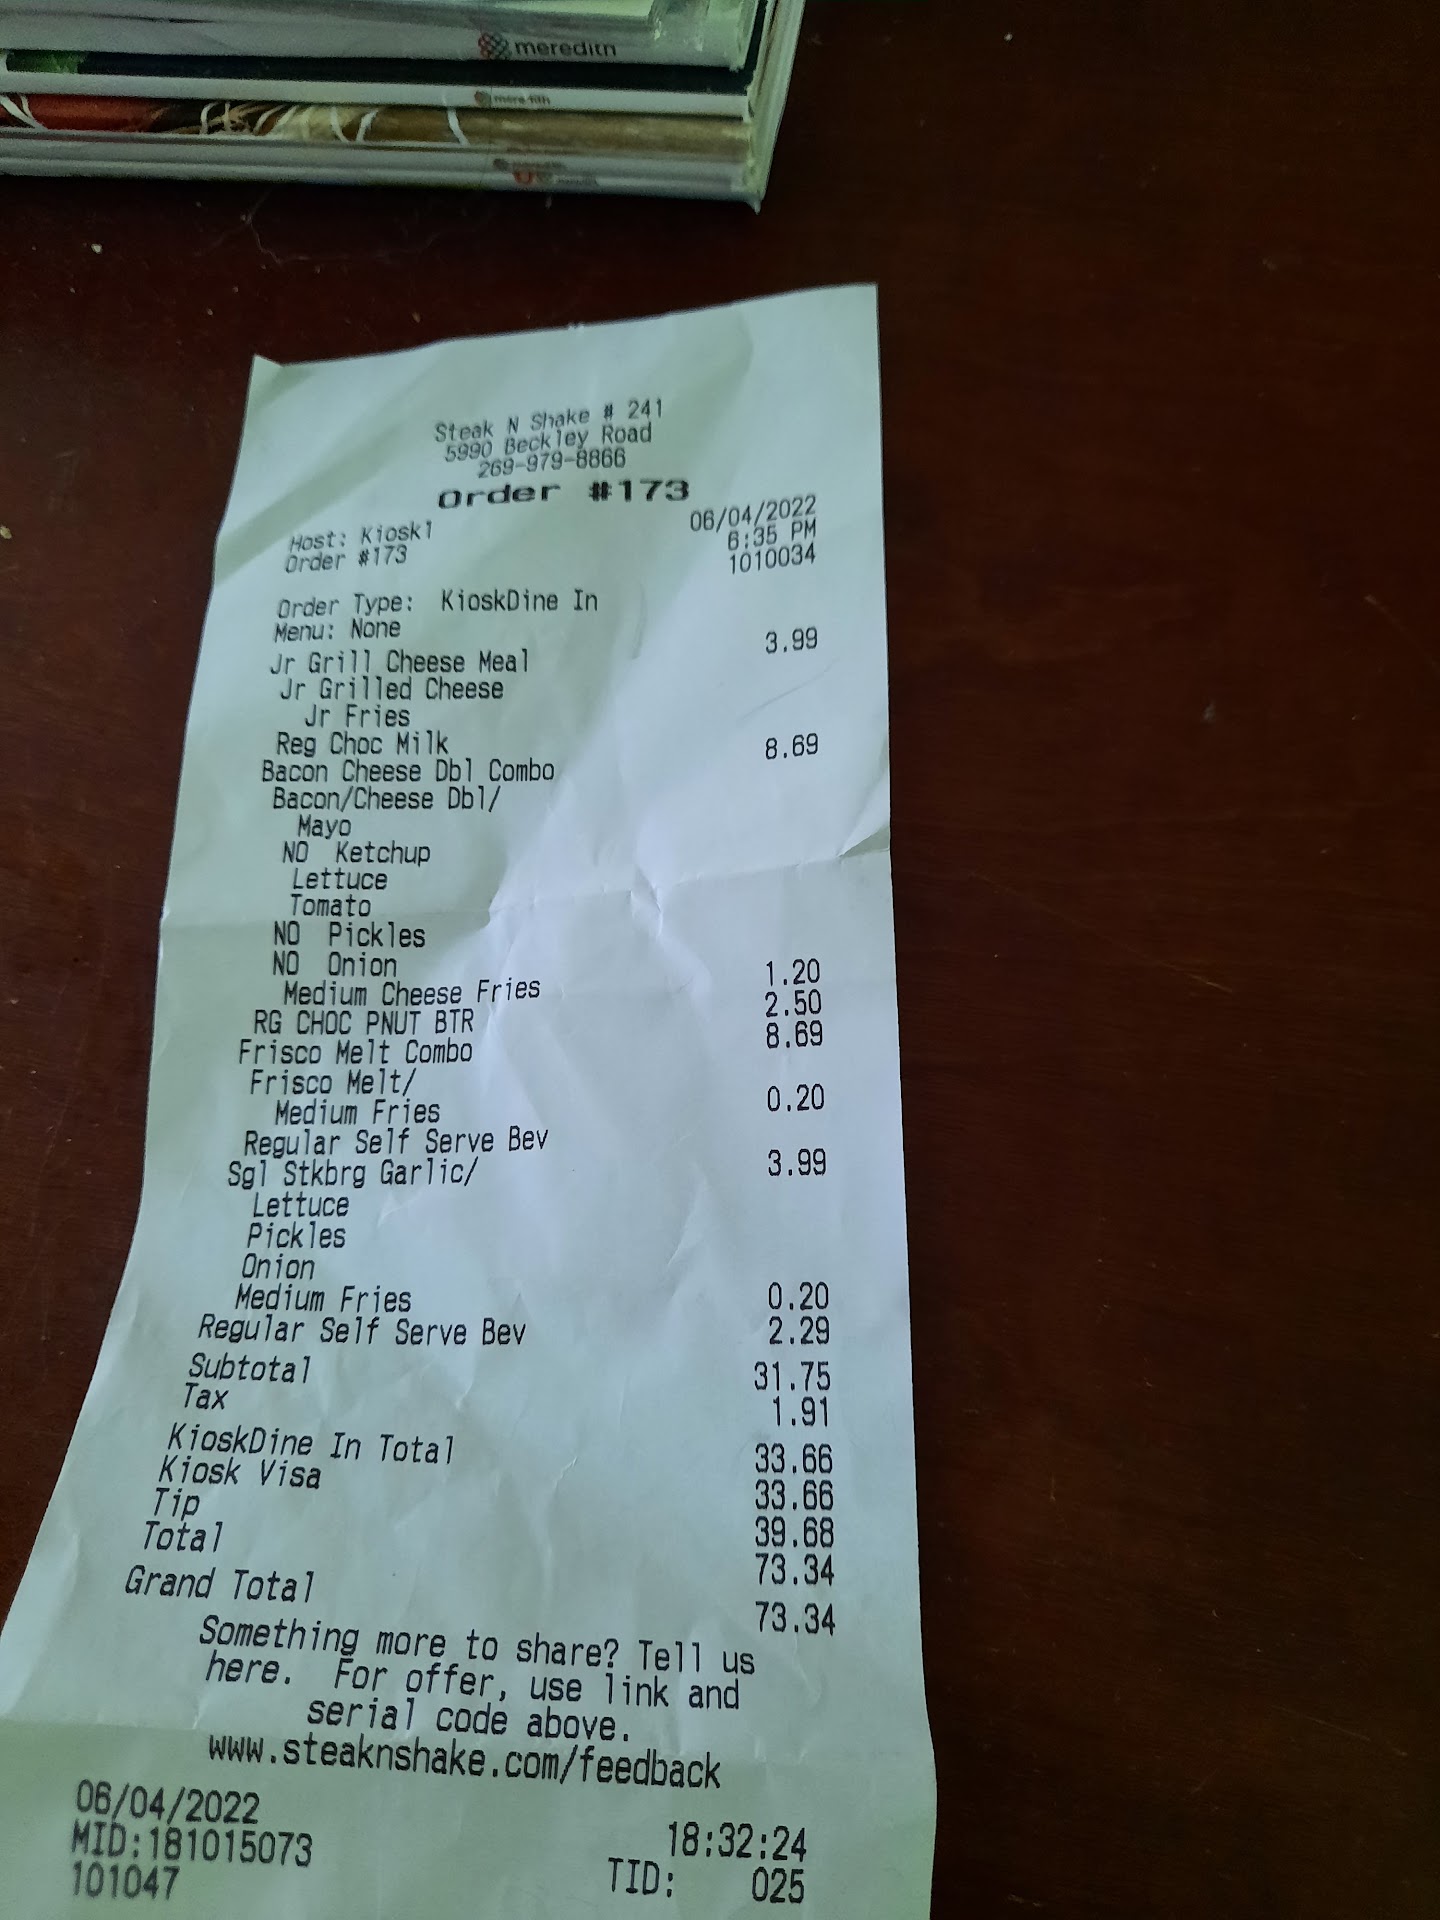 meredith
meredith
Steak N Shake # 241
5990 Beckley Road
269-979-8866
Order #173
Host: Kiosk1 06/04/2022
Order #173 6:35 PM
1010034
Order Type: KioskDine In
Menu: None
Jr Grill Cheese Meal 3.99
Jr Grilled Cheese
Jr Fries
Reg Choc Milk
Bacon Cheese Dbl Combo 8.69
Bacon/Cheese Dbl/
Mayo
NO Ketchup
Lettuce
Tomato
NO Pickles
NO Onion
Medium Cheese Fries 1.20
RG CHOC PNUT BTR 2.50
Frisco Melt Combo 8.69
Frisco Melt/
Medium Fries 0.20
Regular Self Serve Bev
Sgl Stkbrg Garlic/ 3.99
Lettuce
Pickles
Onion
Medium Fries 0.20
Regular Self Serve Bev 2.29
Subtotal 31.75
Tax 1.91
KioskDine In Total 33.66
Kiosk Visa 33.66
Tip 39.68
Total 73.34
Grand Total 73.34
Something more to share? Tell us
here. For offer, use link and
serial code above.
www.steaknshake.com/feedback
06/04/2022 18:32:24
MID:181015073 TID: 025
101047